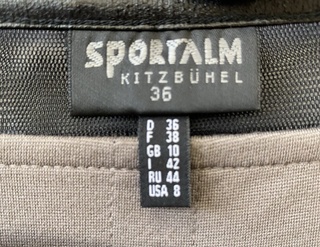 SPORTALM
KITZBÜHEL
36
D 36
F 38
GB 10
I 42
RU 44
USA 8